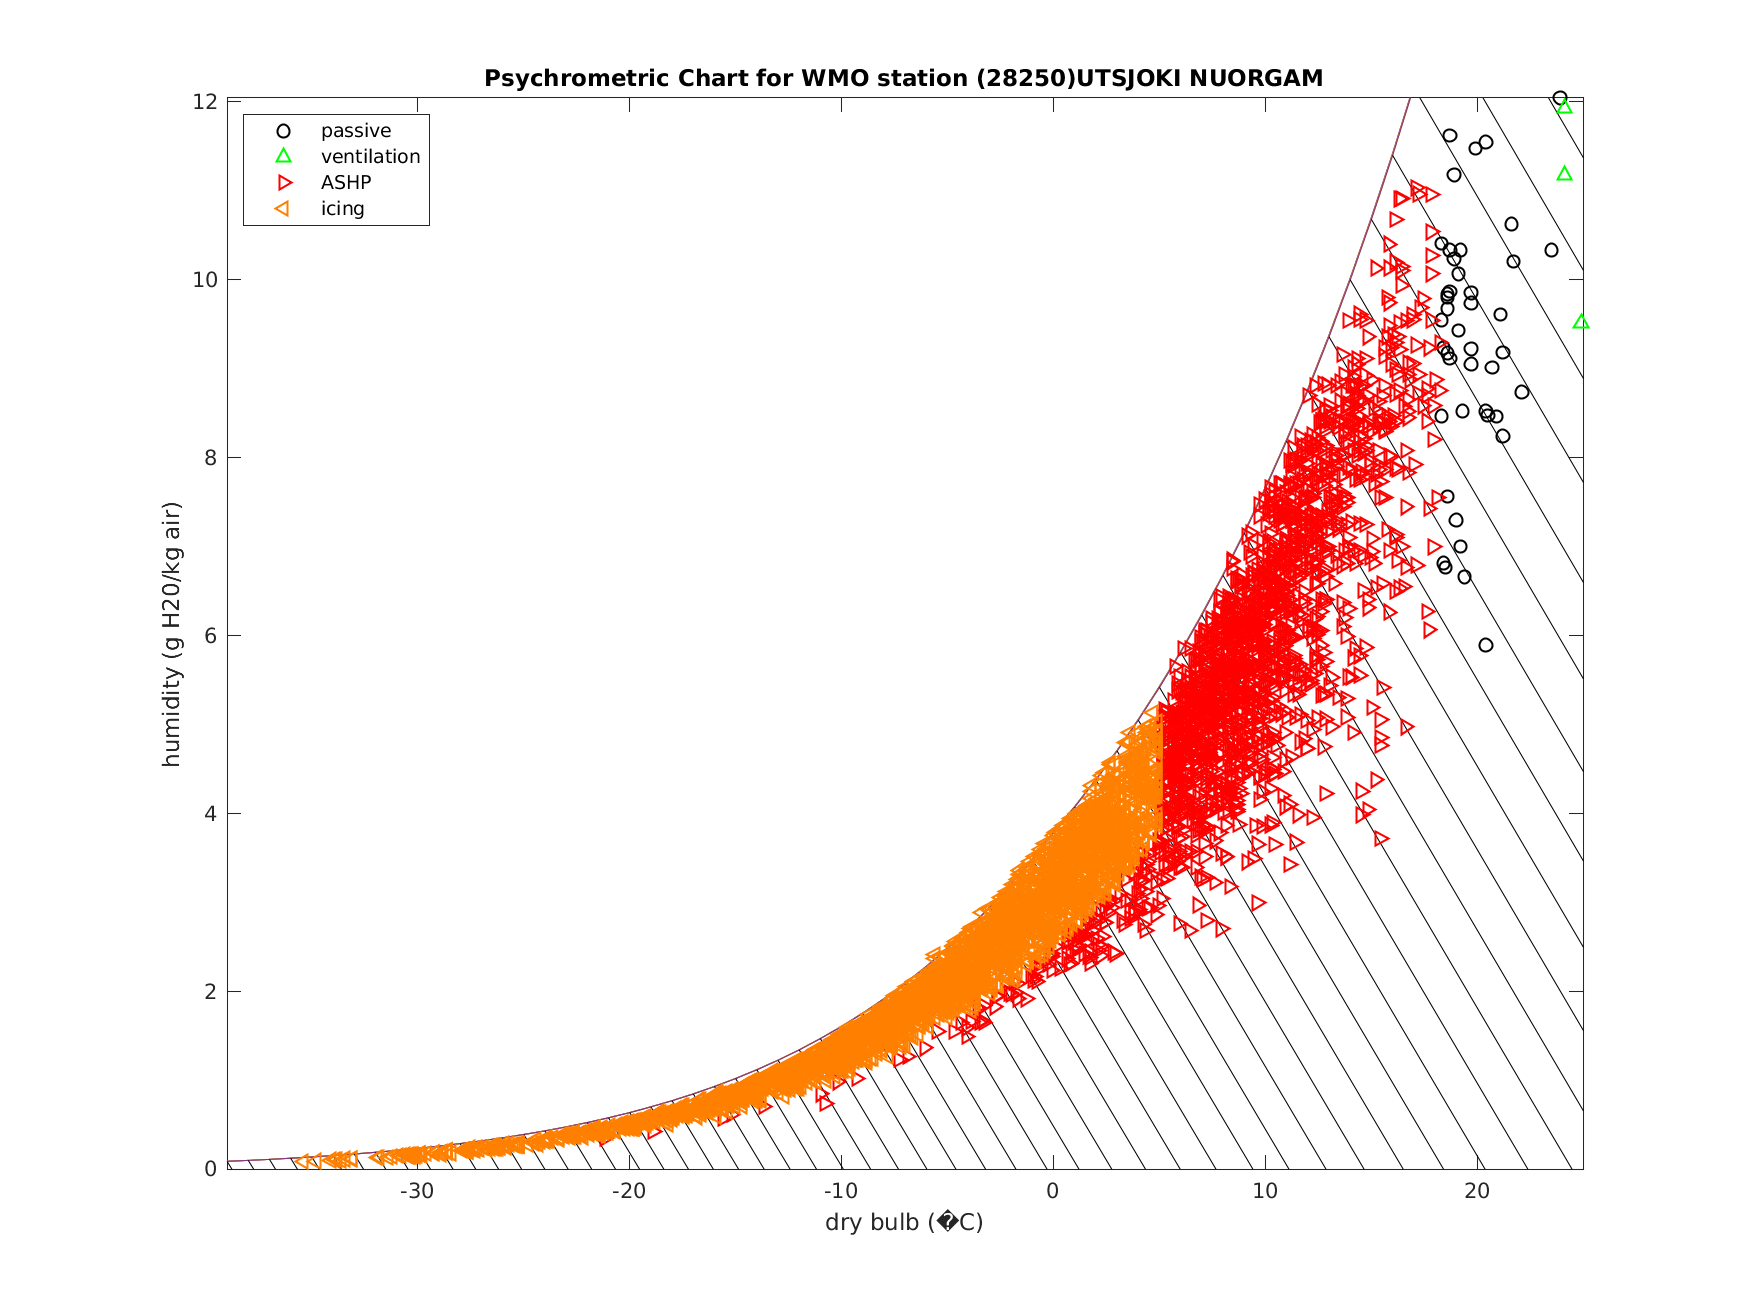 Psychrometric Chart for WMO station (28250)UTSJOKI NUORGAM
12
10
8
6
4
2
0
passive
ventilation
ASHP
icing
humidity (g H20/kg air)
-30
-20
-10
0
10
20
dry bulb (�C)